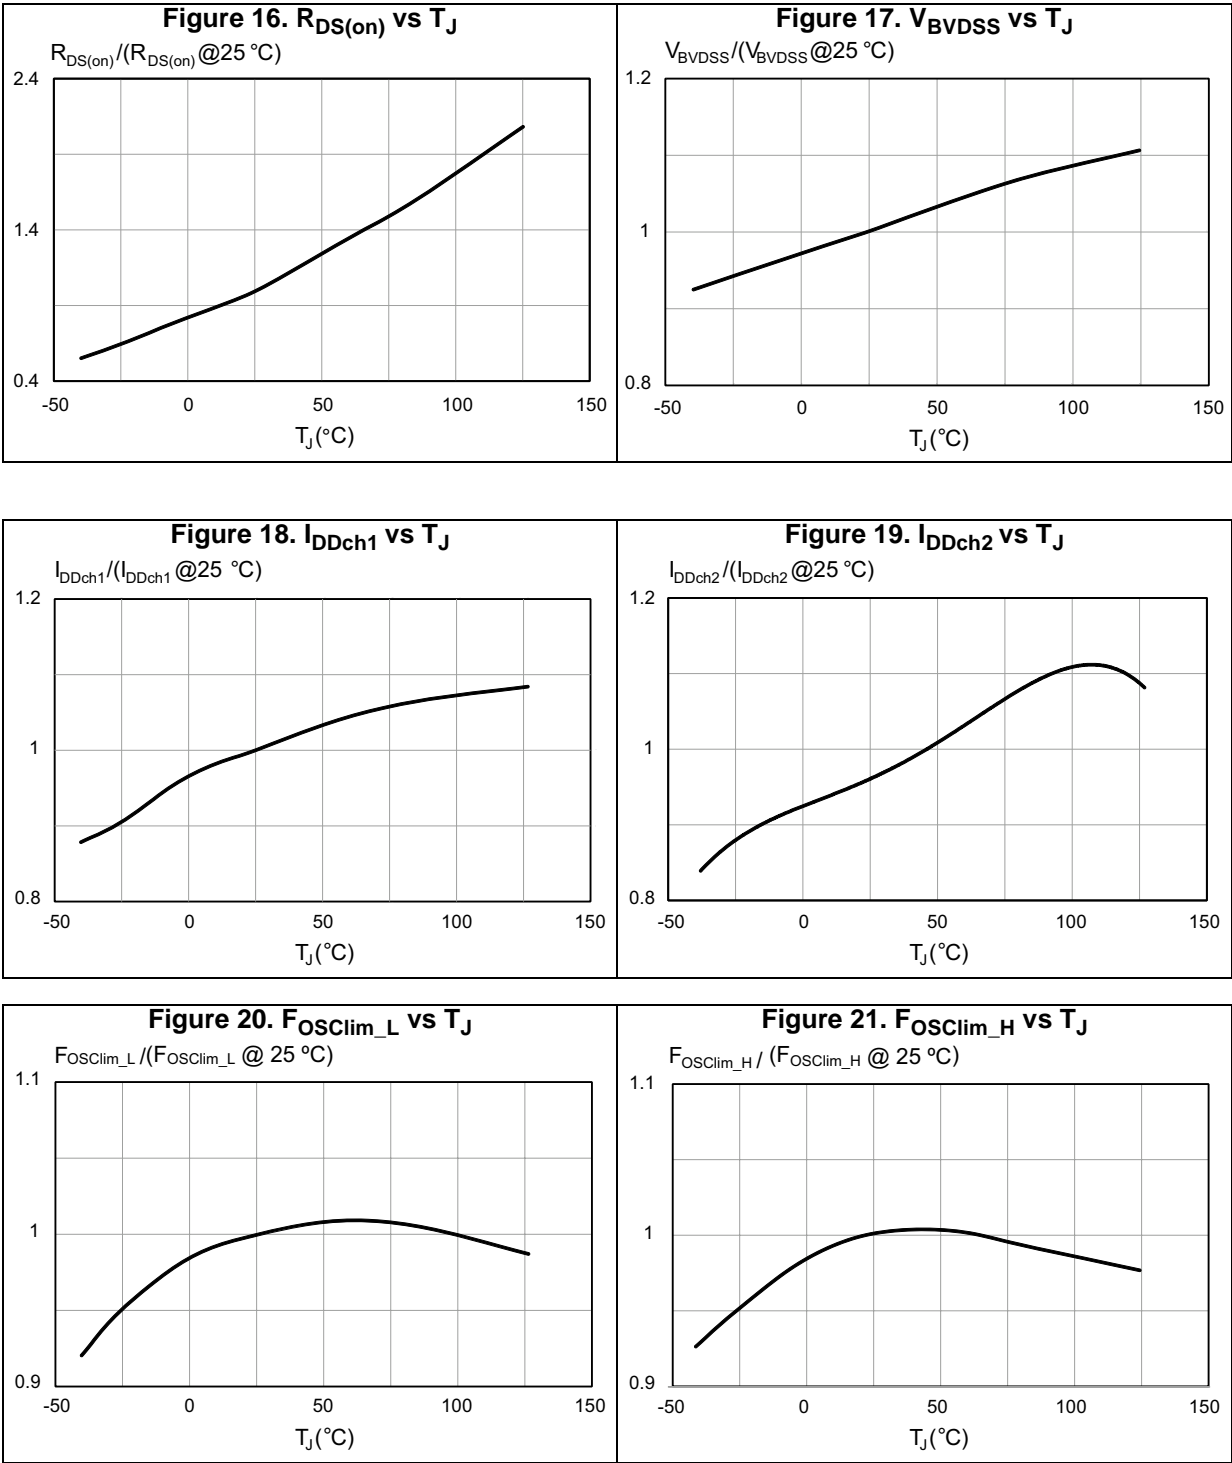 Figure 16. RDS(on) vs TJ
RDS(on)/(RDS(on)@25 °C)
2.4
1.4
0.4
-50 0 50 100 150
TJ(°C)
Figure 17. VBVDSS vs TJ
VBVDSS/(VBVDSS@25 °C)
1.2
1
0.8
-50 0 50 100 150
TJ(°C)
Figure 18. IDDch1 vs TJ
IDDch1/(IDDch1@25 °C)
1.2
1
0.8
-50 0 50 100 150
TJ(°C)
Figure 19. IDDch2 vs TJ
IDDch2/(IDDch2@25 °C)
1.2
1
0.8
-50 0 50 100 150
TJ(°C)
Figure 20. FOSClim_L vs TJ
FOSClim_L/(FOSClim_L @ 25 ºC)
1.1
1
0.9
-50 0 50 100 150
TJ(°C)
Figure 21. FOSClim_H vs TJ
FOSClim_H/ (FOSClim_H @ 25 ºC)
1.1
1
0.9
-50 0 50 100 150
TJ(°C)